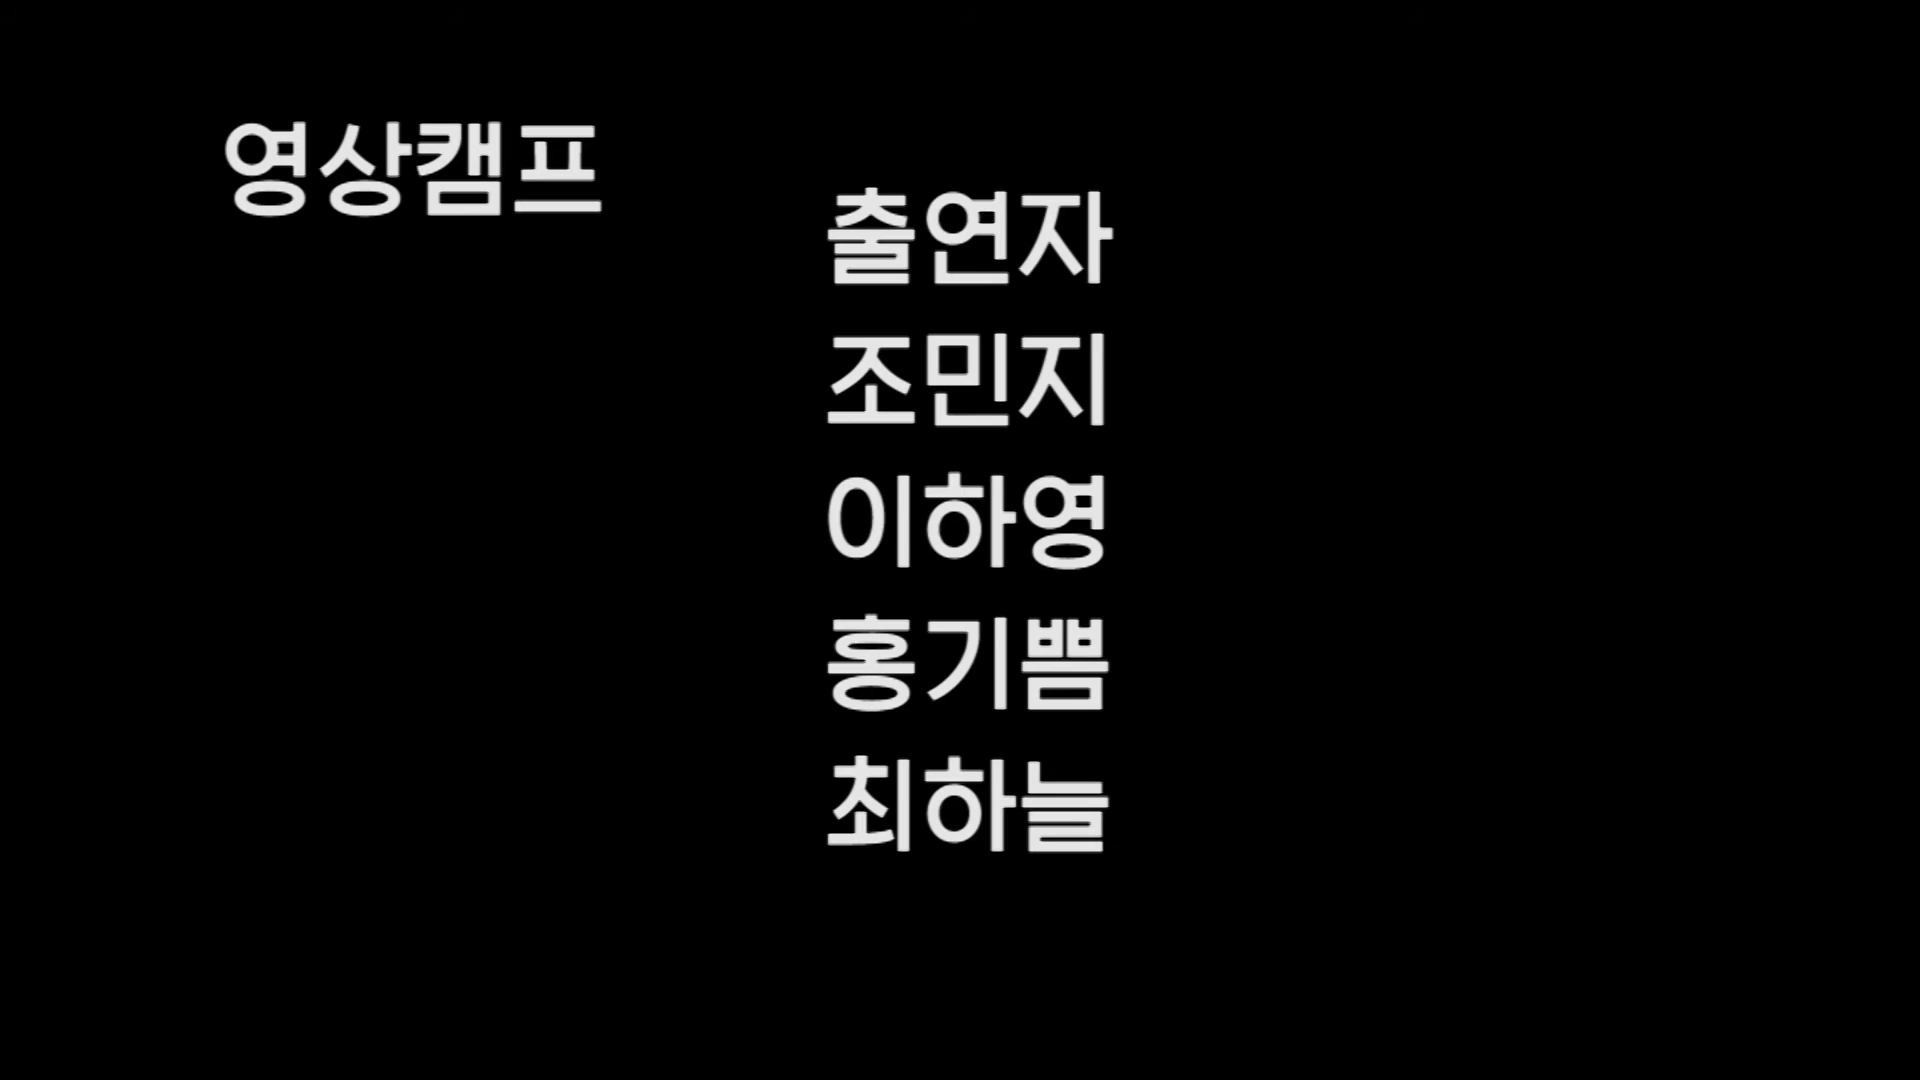 영상캠프
출연자
조민지
이하영
홍기쁨
최하늘